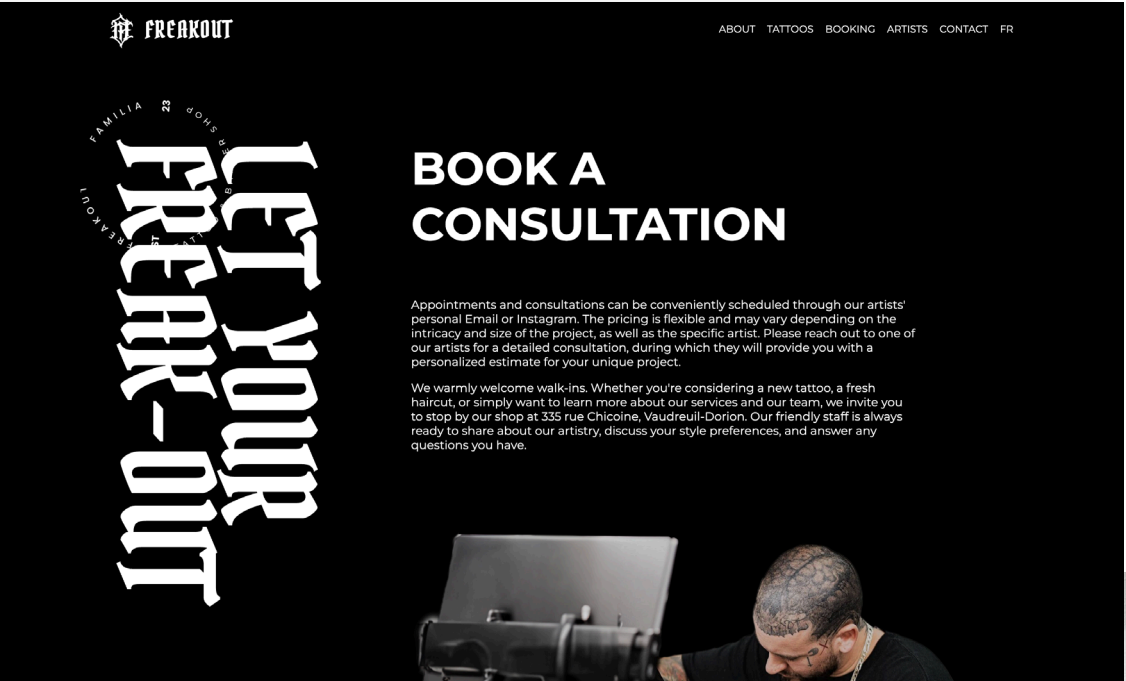 FREAKOUT
ABOUT TATTOOS BOOKING ARTISTS CONTACT FR
FAMILIA 23
SHOP
FREAKOUT
LET YOUR
FREAK-OUT
BOOK A
CONSULTATION
Appointments and consultations can be conveniently scheduled through our artists'
personal Email or Instagram. The pricing is flexible and may vary depending on the
intricacy and size of the project, as well as the specific artist. Please reach out to one of
our artists for a detailed consultation, during which they will provide you with a
personalized estimate for your unique project.
We warmly welcome walk-ins. Whether you're considering a new tattoo, a fresh
haircut, or simply want to learn more about our services and our team, we invite you
to stop by our shop at 335 rue Chicoine, Vaudreuil-Dorion. Our friendly staff is always
ready to share about our artistry, discuss your style preferences, and answer any
questions you have.